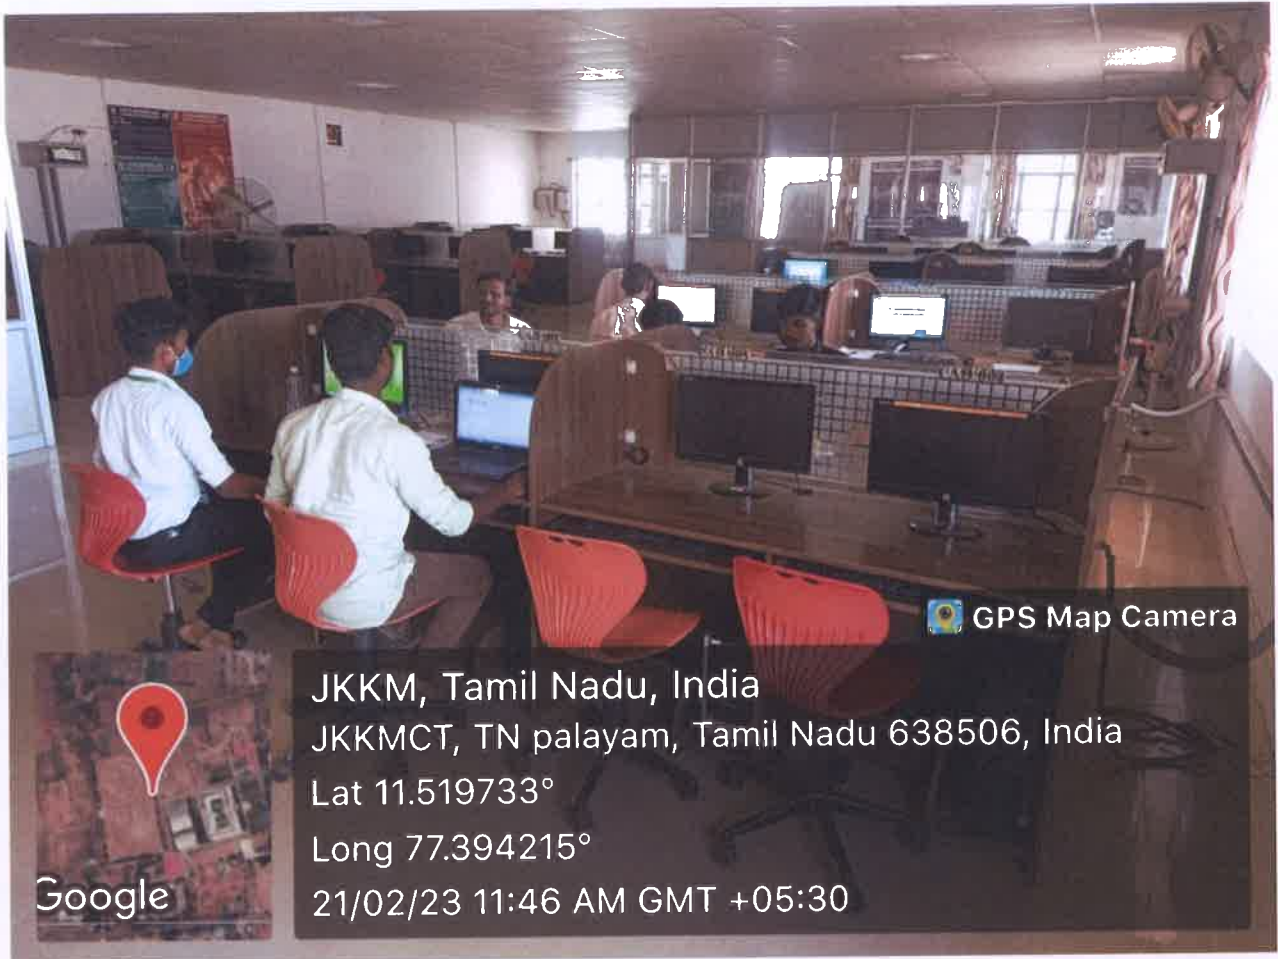 GPS Map Camera
JKKM, Tamil Nadu, India
JKKMCT, TN palayam, Tamil Nadu 638506, India
Lat 11.519733°
Long 77.394215°
21/02/23 11:46 AM GMT +05:30
Google